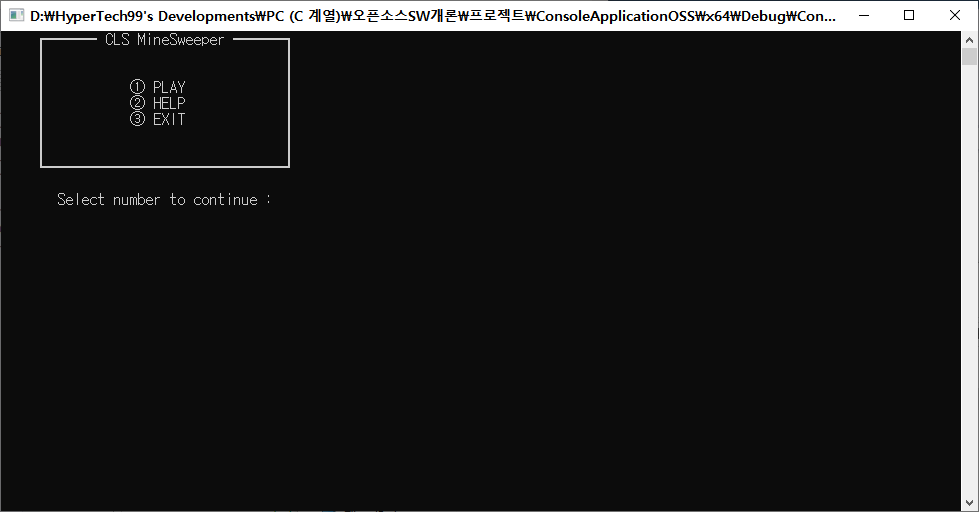 D:₩HyperTech99's Developments₩PC (C 계열)₩오픈소스SW개론₩프로젝트₩ConsoleApplicationOSS₩x64₩Debug₩Con...
CLS MineSweeper
① PLAY
② HELP
③ EXIT
Select number to continue :